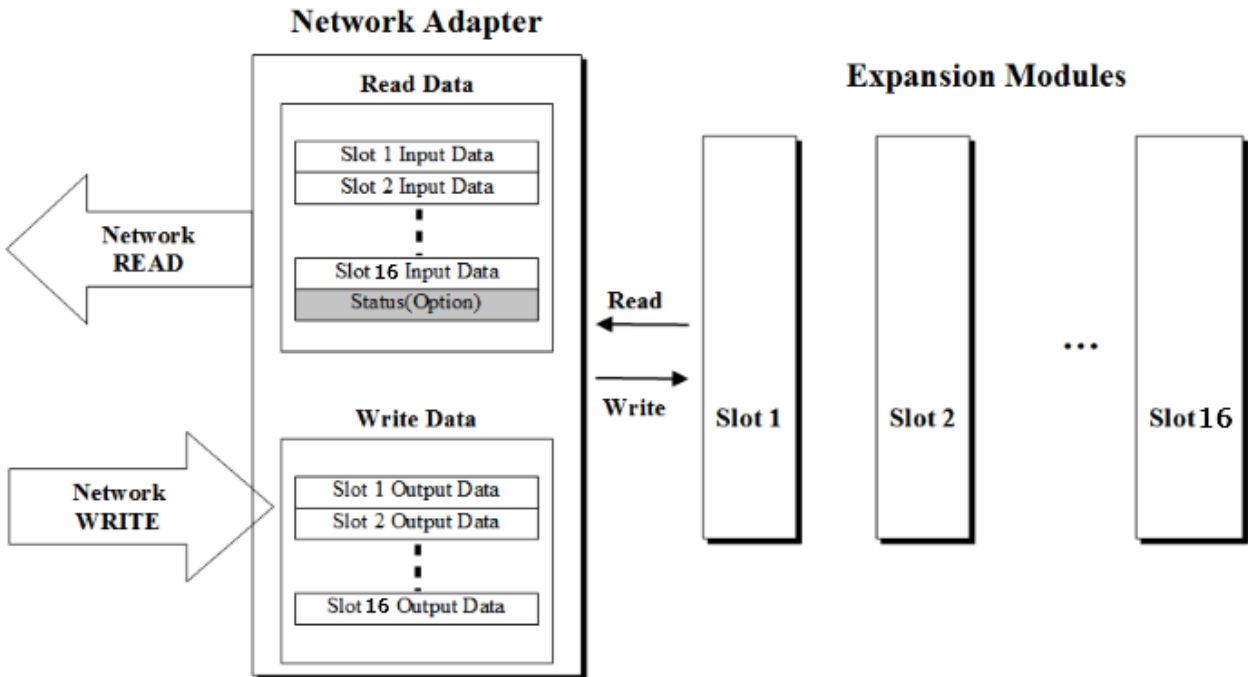 Network Adapter
Read Data
Slot 1 Input Data
Slot 2 Input Data
Slot 16 Input Data
Status(Option)
Network
READ
Write Data
Slot 1 Output Data
Slot 2 Output Data
Slot 16 Output Data
Network
WRITE
Read
Write
Expansion Modules
Slot 1
Slot 2
...
Slot 16